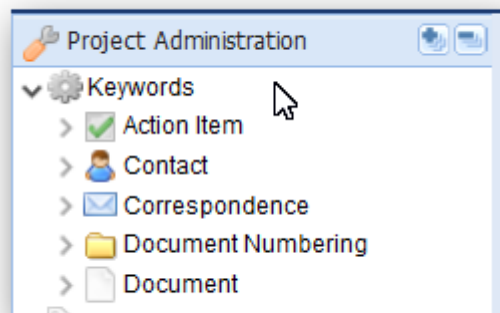 Project Administration
Keywords
Action Item
Contact
Correspondence
Document Numbering
Document